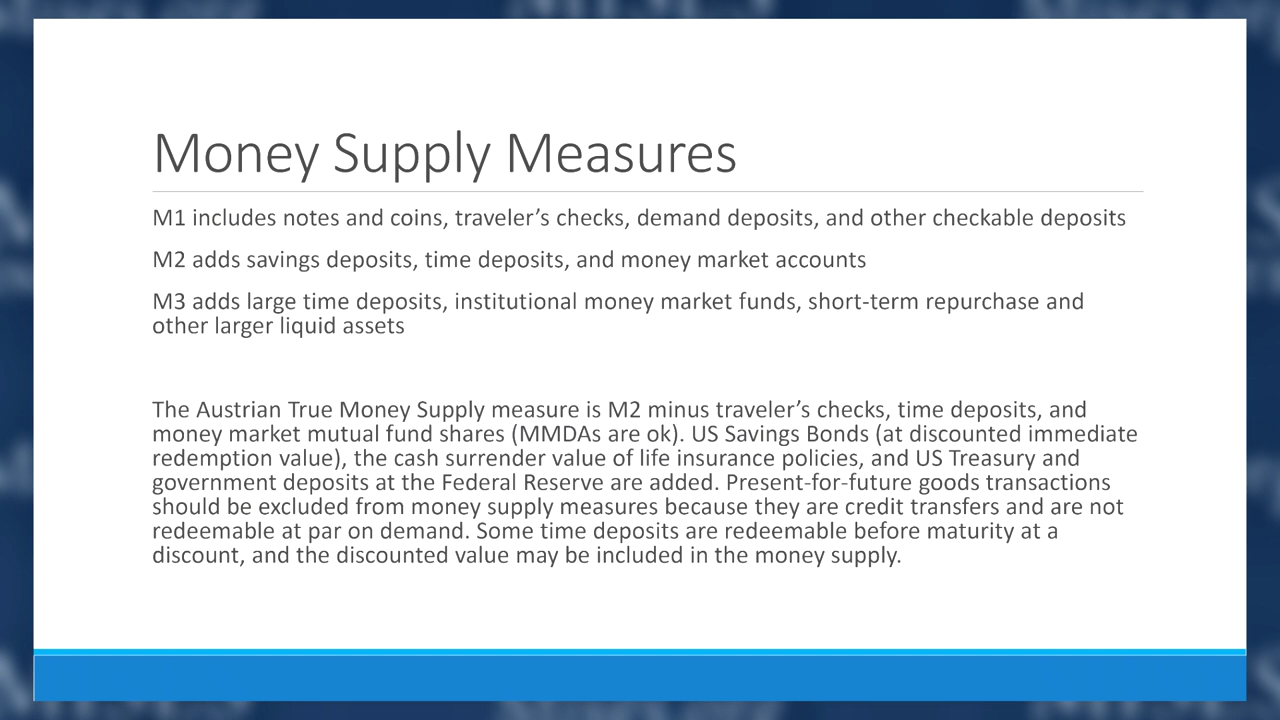 Money Supply Measures
M1 includes notes and coins, traveler’s checks, demand deposits, and other checkable deposits
M2 adds savings deposits, time deposits, and money market accounts
M3 adds large time deposits, institutional money market funds, short-term repurchase and
other larger liquid assets
The Austrian True Money Supply measure is M2 minus traveler’s checks, time deposits, and
money market mutual fund shares (MMDAs are ok). US Savings Bonds (at discounted immediate
redemption value), the cash surrender value of life insurance policies, and US Treasury and
government deposits at the Federal Reserve are added. Present-for-future goods transactions
should be excluded from money supply measures because they are credit transfers and are not
redeemable at par on demand. Some time deposits are redeemable before maturity at a
discount, and the discounted value may be included in the money supply.